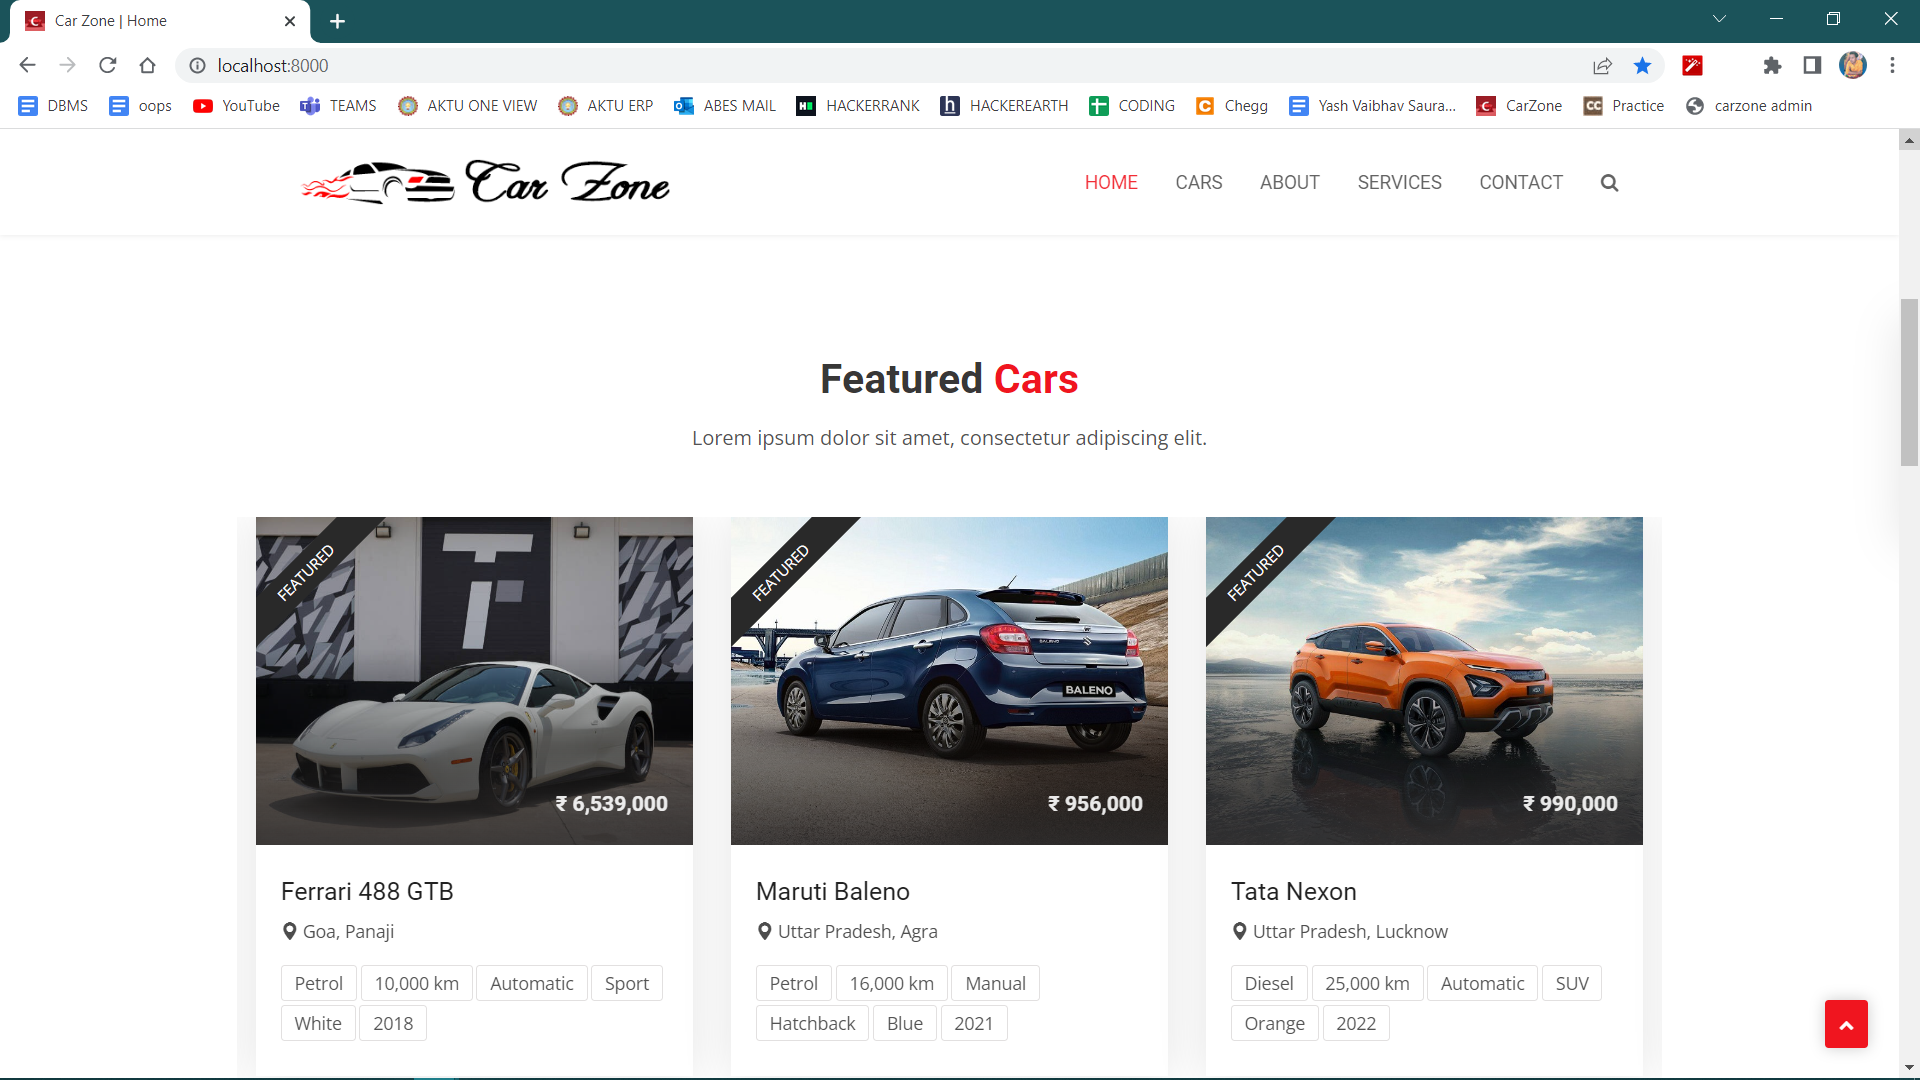 Car Zone | Home
localhost:8000
DBMS oops YouTube TEAMS AKTU ONE VIEW AKTU ERP ABES MAIL HACKERRANK HACKEREARTH CODING Chegg Yash Vaibhav Saura... CarZone Practice carzone admin
Car Zone HOME CARS ABOUT SERVICES CONTACT
Featured Cars
Lorem ipsum dolor sit amet, consectetur adipiscing elit.
FEATURED
₹ 6,539,000
Ferrari 488 GTB
Goa, Panaji
Petrol 10,000 km Automatic Sport
White 2018
FEATURED
BALENO
₹ 956,000
Maruti Baleno
Uttar Pradesh, Agra
Petrol 16,000 km Manual
Hatchback Blue 2021
FEATURED
₹ 990,000
Tata Nexon
Uttar Pradesh, Lucknow
Diesel 25,000 km Automatic SUV
Orange 2022